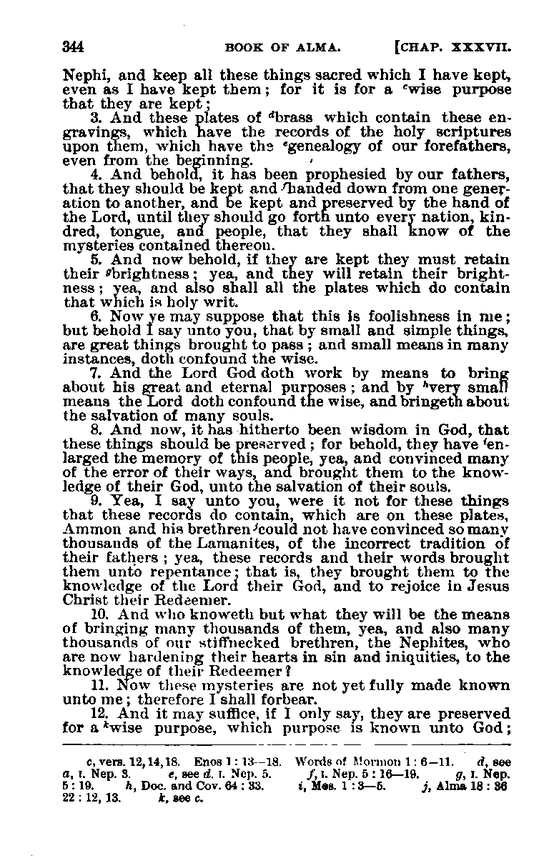 344 BOOK OF ALMA. [CHAP. XXXVII.
Nephi, and keep all these things sacred which I have kept,
even as I have kept them; for it is for a ᶜwise purpose
that they are kept;
3. And these plates of ᵈbrass which contain these en-
gravings, which have the records of the holy scriptures
upon them, which have the ᵉgenealogy of our forefathers,
even from the beginning.
4. And behold, it has been prophesied by our fathers,
that they should be kept and ᶠhanded down from one gener-
ation to another, and be kept and preserved by the hand of
the Lord, until they should go forth unto every nation, kin-
dred, tongue, and people, that they shall know of the
mysteries contained thereon.
5. And now behold, if they are kept they must retain
their ᵍbrightness; yea, and they will retain their bright-
ness; yea, and also shall all the plates which do contain
that which is holy writ.
6. Now ye may suppose that this is foolishness in me;
but behold I say unto you, that by small and simple things,
are great things brought to pass; and small means in many
instances, doth confound the wise.
7. And the Lord God doth work by means to bring
about his great and eternal purposes; and by ʰvery small
means the Lord doth confound the wise, and bringeth about
the salvation of many souls.
8. And now, it has hitherto been wisdom in God, that
these things should be preserved; for behold, they have ⁱen-
larged the memory of this people, yea, and convinced many
of the error of their ways, and brought them to the know-
ledge of their God, unto the salvation of their souls.
9. Yea, I say unto you, were it not for these things
that these records do contain, which are on these plates,
Ammon and his brethren ʲcould not have convinced so many
thousands of the Lamanites, of the incorrect tradition of
their fathers; yea, these records and their words brought
them unto repentance; that is, they brought them to the
knowledge of the Lord their God, and to rejoice in Jesus
Christ their Redeemer.
10. And who knoweth but what they will be the means
of bringing many thousands of them, yea, and also many
thousands of our stiffnecked brethren, the Nephites, who
are now hardening their hearts in sin and iniquities, to the
knowledge of their Redeemer?
11. Now these mysteries are not yet fully made known
unto me; therefore I shall forbear.
12. And it may suffice, if I only say, they are preserved
for a ᵏwise purpose, which purpose is known unto God;
c, vers. 12, 14, 18. Enos 1:13—18. Words of Mormon 1:6—11. d, see
a, I. Nep. 3. e, see d. I. Nep. 5. f, I. Nep. 5:16—19. g, I. Nep.
5:19. h, Doc. and Cov. 64:33. i, Mos. 1:3—5. j, Alma 18:36
22:12, 13. k, see c.